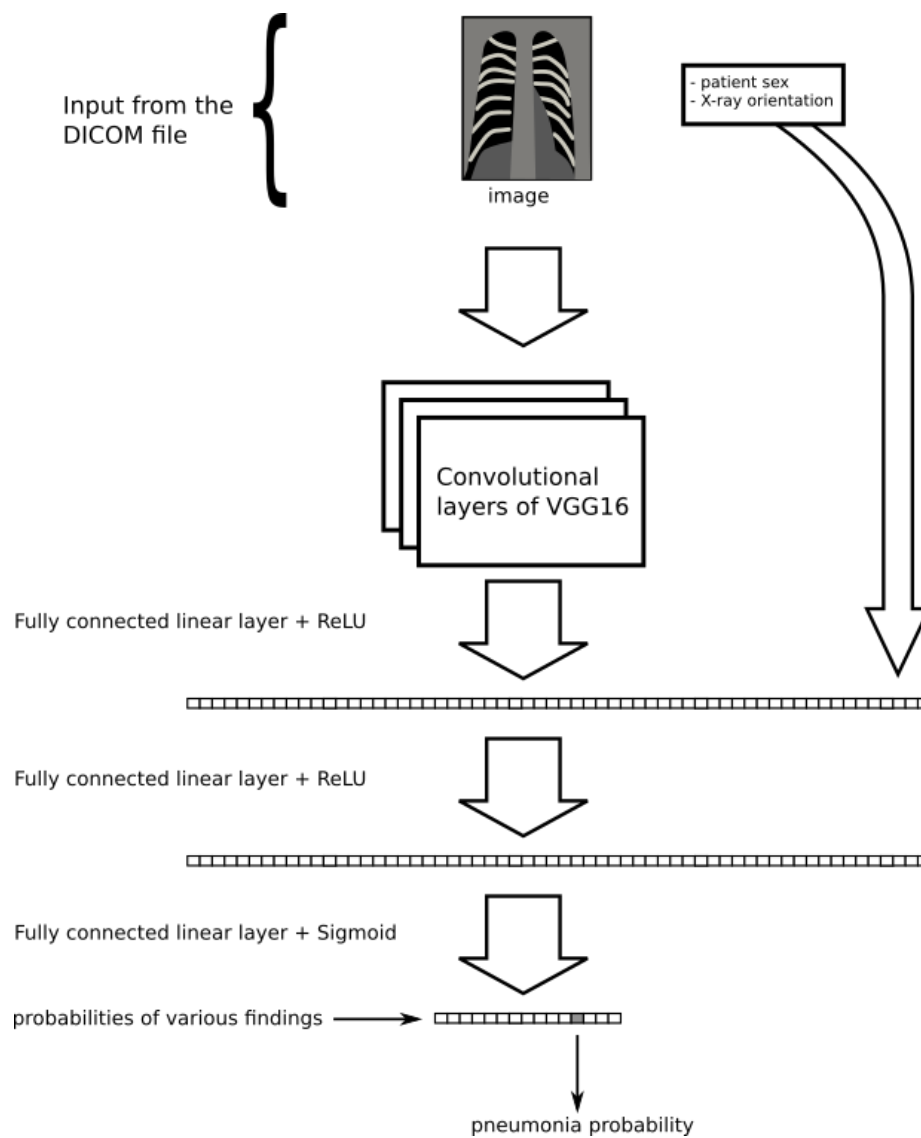 Input from the
DICOM file
- patient sex
- X-ray orientation
image
Convolutional
layers of VGG16
Fully connected linear layer + ReLU
Fully connected linear layer + ReLU
Fully connected linear layer + Sigmoid
probabilities of various findings
pneumonia probability